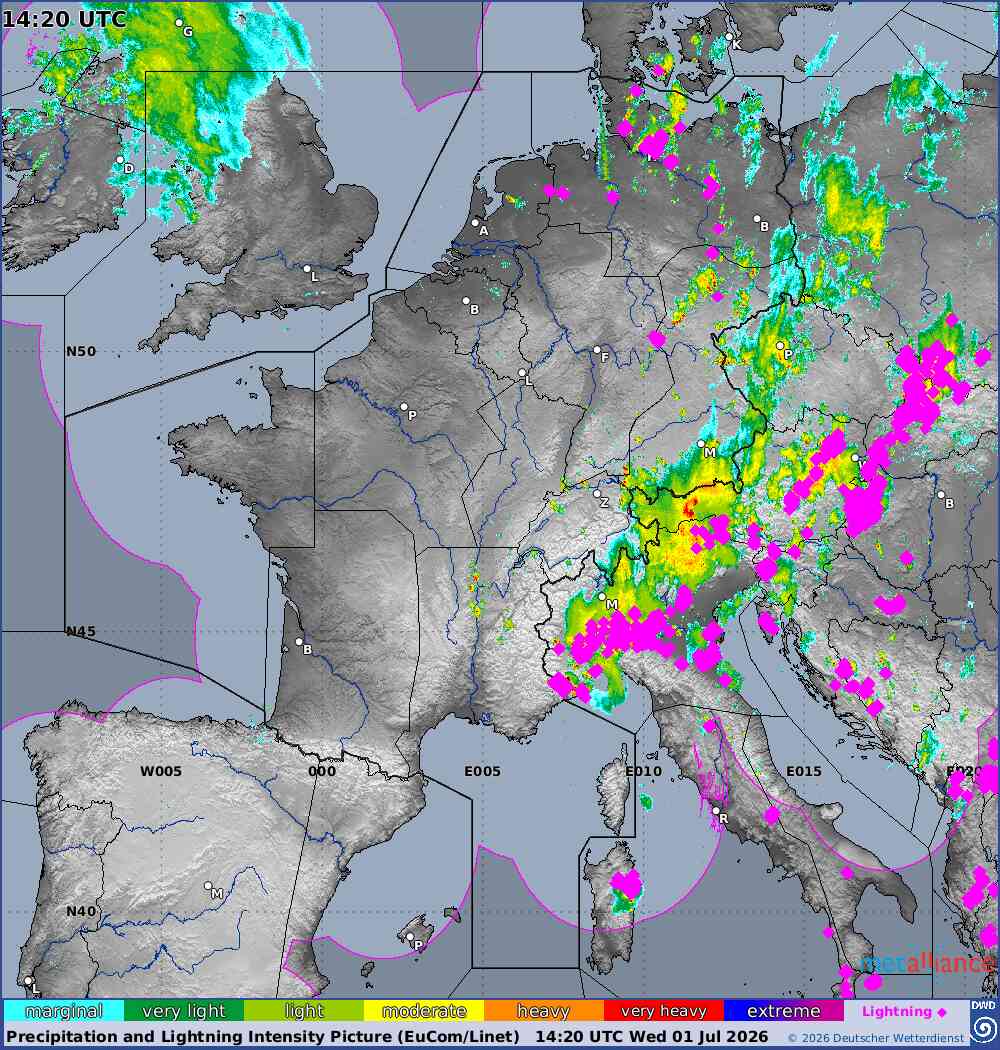 14:20 UTC
G
K
D
A
B
L
B
N50
F
P
L
P
M
Z
B
M
N45
B
W005
000
E005
E010
E015
E020
R
M
N40
P
L
metalliance
marginal
very light
light
moderate
heavy
very heavy
extreme
Lightning
DWD
Precipitation and Lightning Intensity Picture (EuCom/Linet) 14:20 UTC Wed 01 Jul 2026
© 2026 Deutscher Wetterdienst